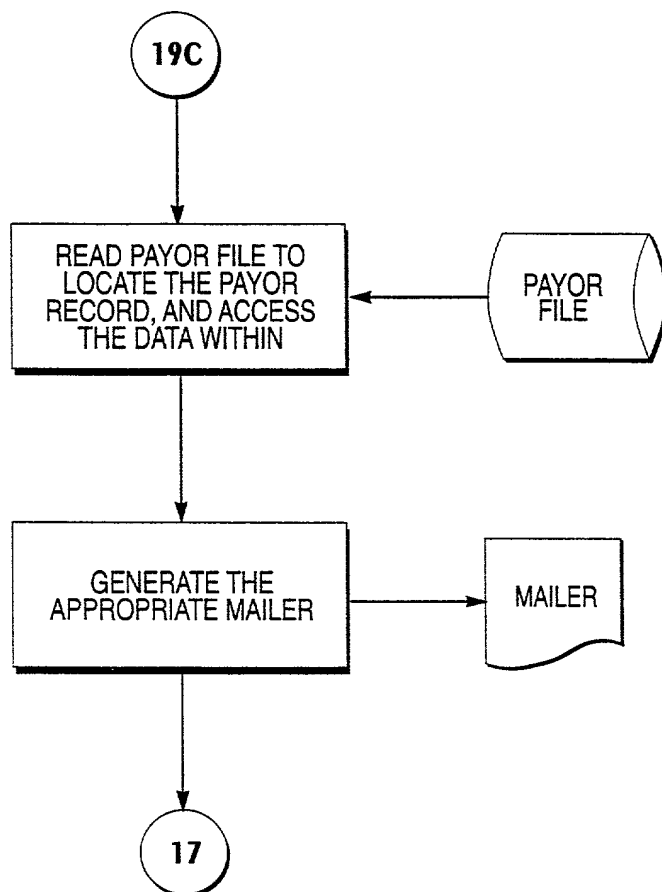 19C
READ PAYOR FILE TO
LOCATE THE PAYOR
RECORD, AND ACCESS
THE DATA WITHIN
PAYOR
FILE
GENERATE THE
APPROPRIATE MAILER
MAILER
17